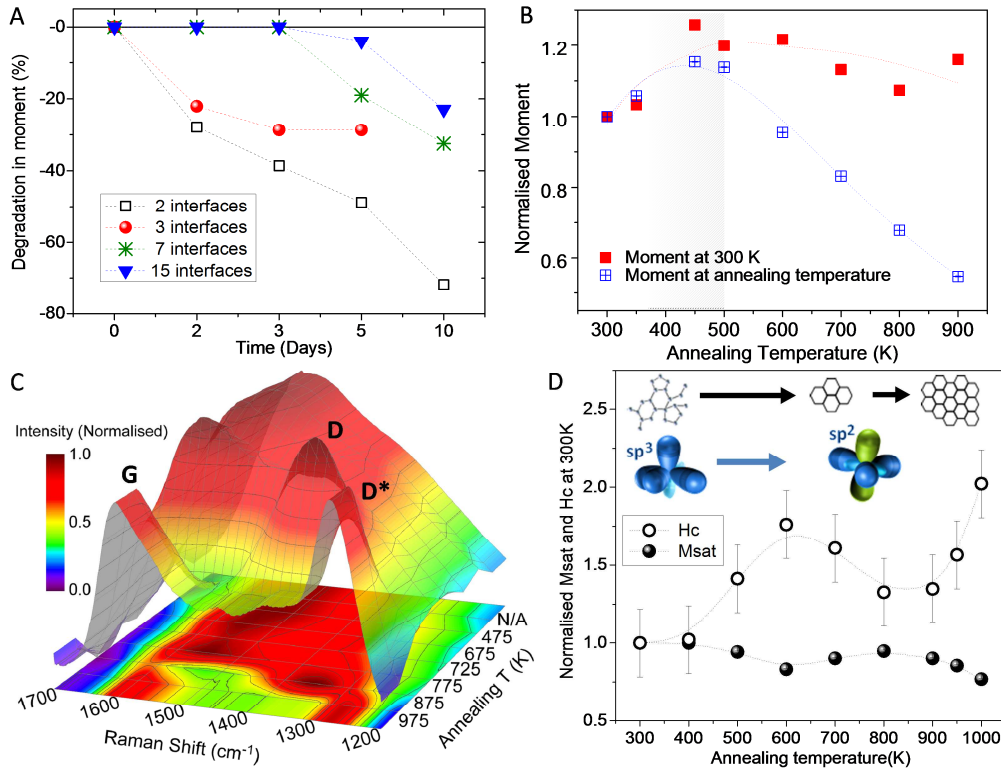 A
Degradation in moment (%)
-0
-20
-40
-60
-80
2 interfaces
3 interfaces
7 interfaces
15 interfaces
0
2
3
5
10
Time (Days)
B
Normalised Moment
1.2
1.0
0.8
0.6
Moment at 300 K
Moment at annealing temperature
300
400
500
600
700
800
900
Annealing Temperature (K)
C
Intensity (Normalised)
1.0
0.5
0.0
G
D
D*
1700
1600
1500
1400
1300
1200
Raman Shift (cm-1)
N/A
475
675
725
775
875
975
Annealing T (K)
D
Normalised Msat and Hc at 300K
2.5
2.0
1.5
1.0
0.5
sp3
sp2
Hc
Msat
300
400
500
600
700
800
900
1000
Annealing temperature(K)